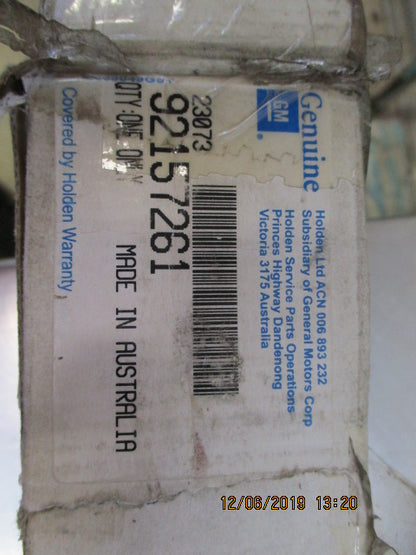 Genuine
GM
®
Holden Ltd ACN 006 893 232
Subsidiary of General Motors Corp
Holden Service Parts Operations
Princes Highway Dandenong
Victoria 3175 Australia
23073
92157261
QTY-ONE ONLY
MADE IN AUSTRALIA
Covered by Holden Warranty
12/06/2019 13:20